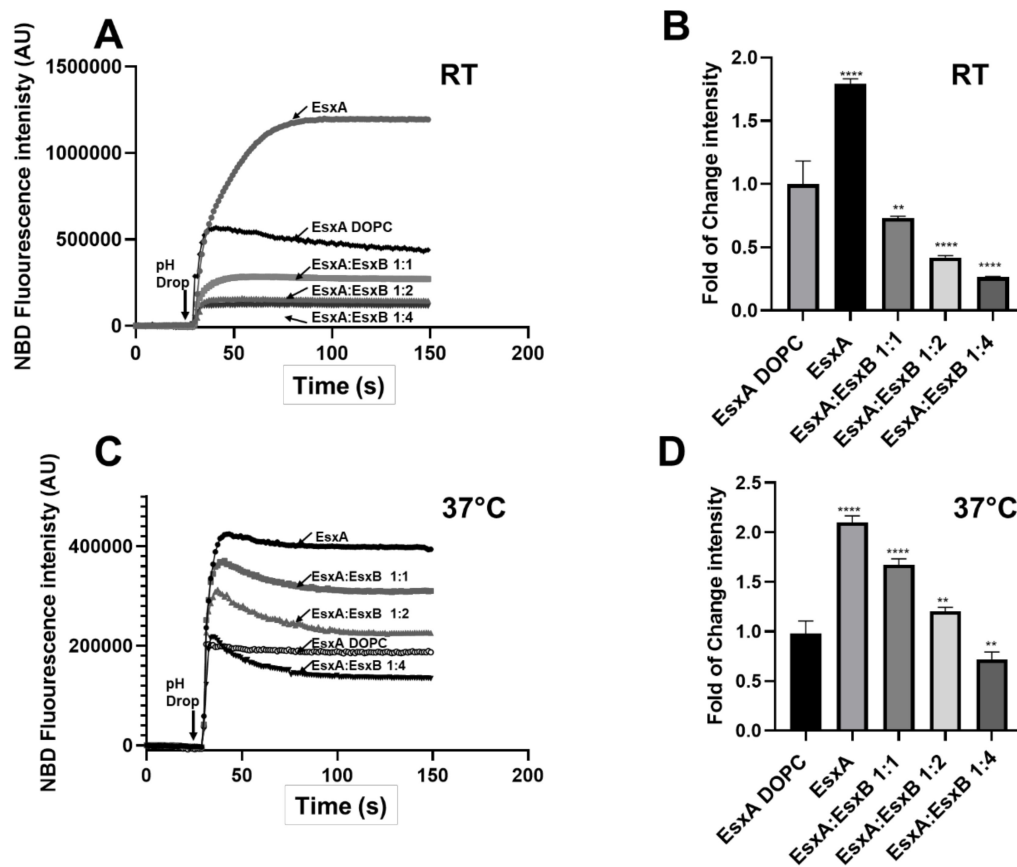 A
RT
NBD Fluourescence intenisty (AU)
1500000
1000000
500000
0
pH
Drop
EsxA
EsxA DOPC
EsxA:EsxB 1:1
EsxA:EsxB 1:2
EsxA:EsxB 1:4
0
50
100
150
200
Time (s)
B
RT
Fold of Change intensity
2.0
1.5
1.0
0.5
0.0
****
**
****
****
EsxA DOPC
EsxA
EsxA:EsxB 1:1
EsxA:EsxB 1:2
EsxA:EsxB 1:4
C
37°C
NBD Fluourescence intenisty (AU)
400000
200000
0
pH
Drop
EsxA
EsxA:EsxB 1:1
EsxA:EsxB 1:2
EsxA DOPC
EsxA:EsxB 1:4
0
50
100
150
200
Time (s)
D
37°C
Fold of Change intensity
2.5
2.0
1.5
1.0
0.5
0.0
****
****
**
**
EsxA DOPC
EsxA
EsxA:EsxB 1:1
EsxA:EsxB 1:2
EsxA:EsxB 1:4